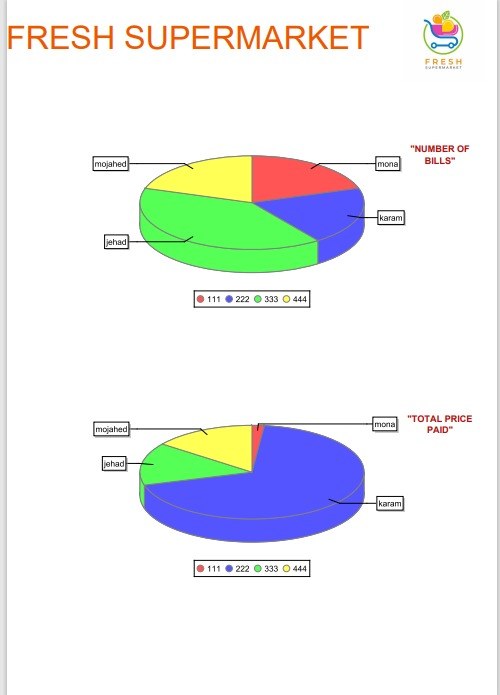 FRESH SUPERMARKET
FRESH
SUPERMARKET
"NUMBER OF
BILLS"
mojahed
mona
karam
jehad
111 222 333 444
"TOTAL PRICE
PAID"
mojahed
mona
jehad
karam
111 222 333 444